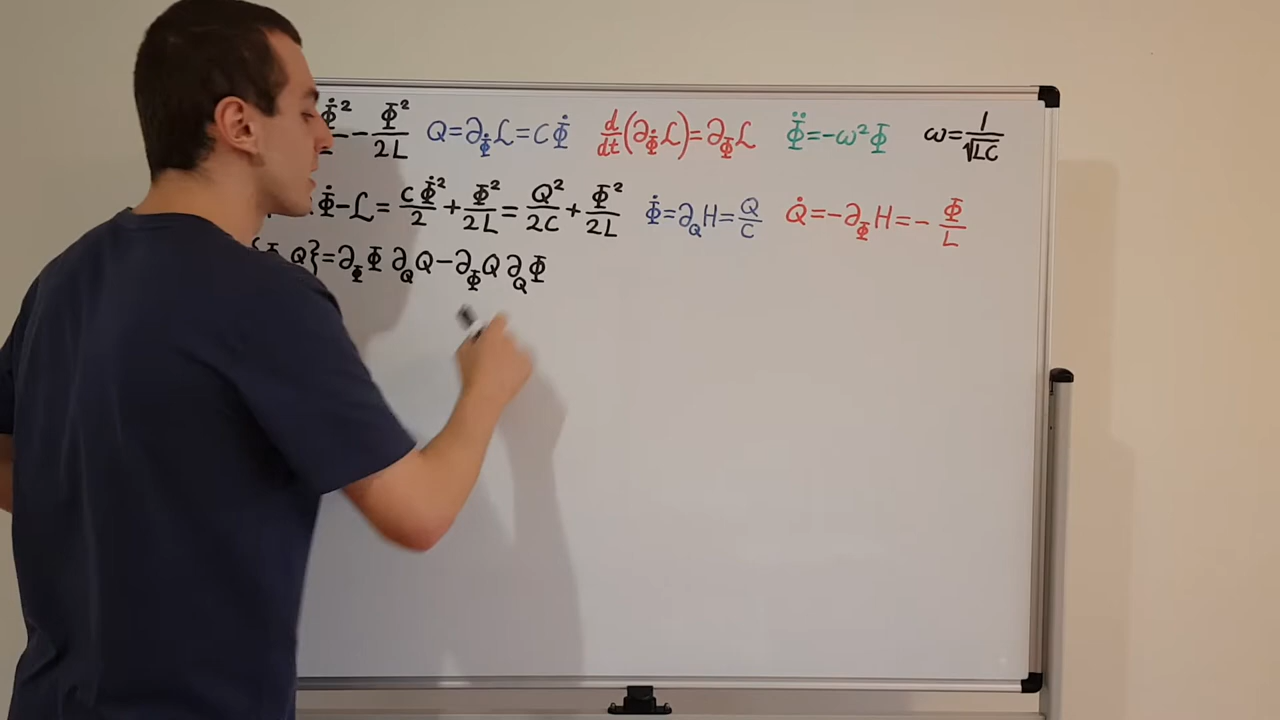 Φ̇² − Φ²/2L Q=∂_Φ̇ ℒ=CΦ̇ d/dt(∂_Φ̇ ℒ)=∂_Φ ℒ Φ̈=−ω²Φ ω=1/√LC
Φ̇−ℒ=CΦ̇²/2+Φ²/2L=Q²/2C+Φ²/2L Φ̇=∂_Q H=Q/C Q̇=−∂_Φ H=−Φ/L
Q}=∂_Φ Φ ∂_Q Q−∂_Φ Q ∂_Q Φ